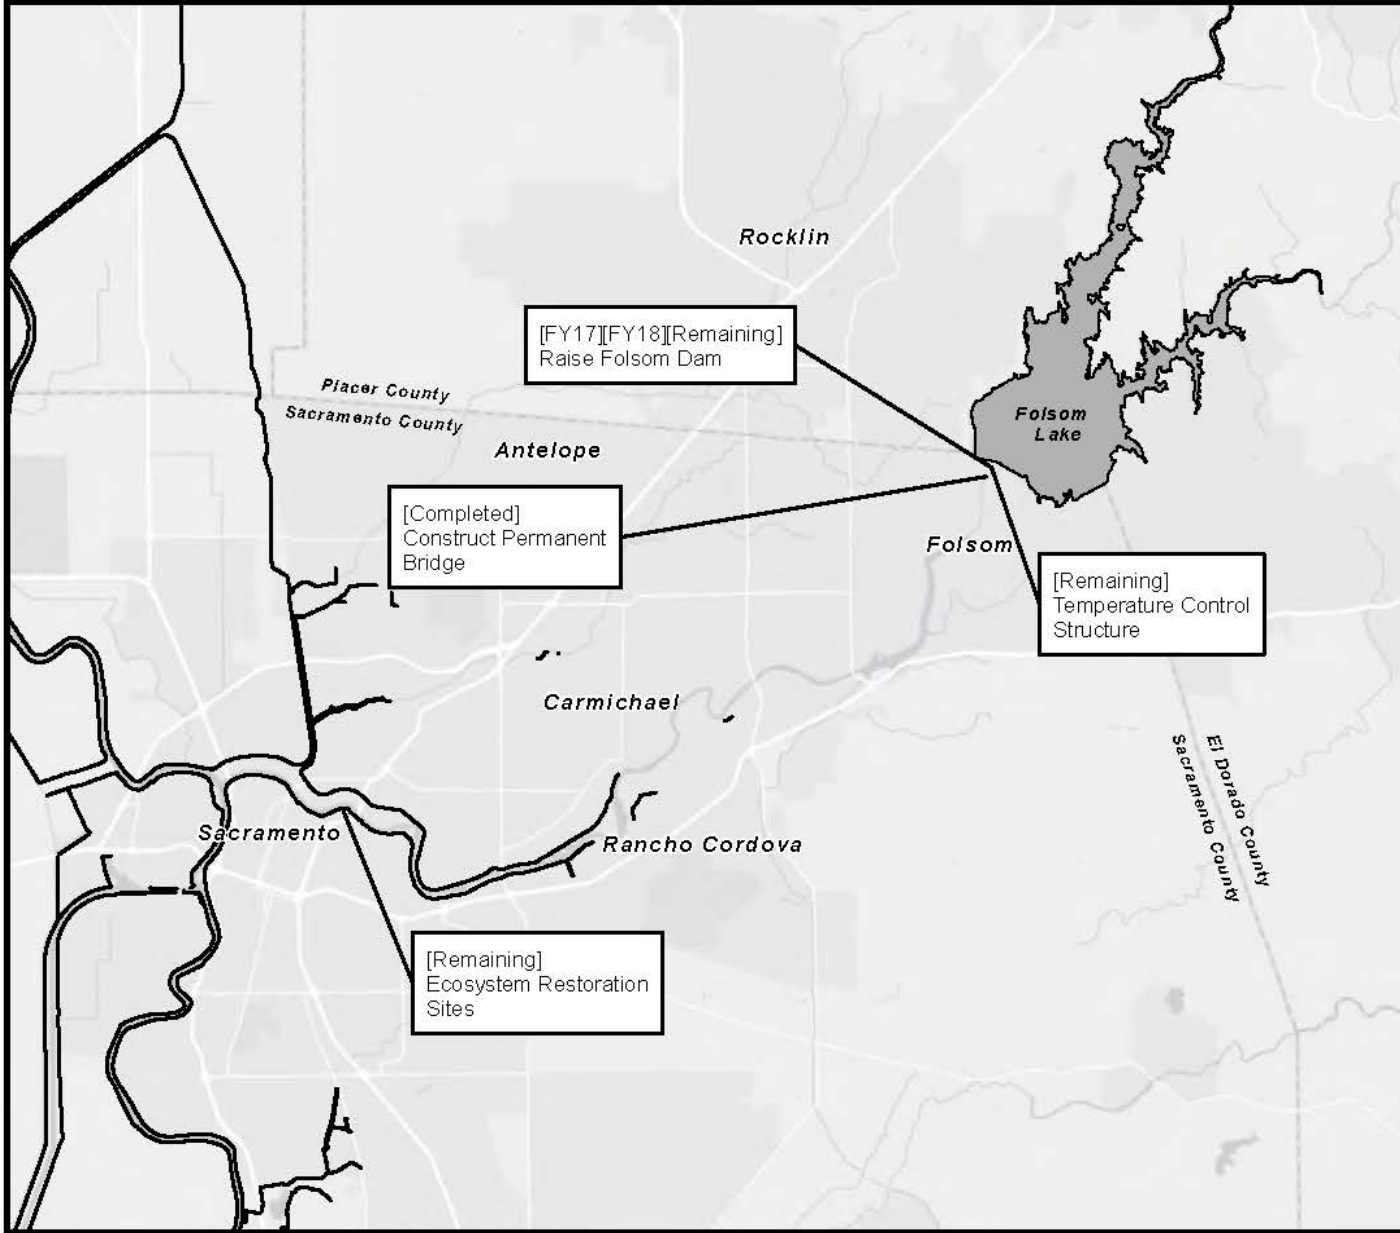 Rocklin
[FY17][FY18][Remaining]
Raise Folsom Dam
Placer County
Sacramento County
Folsom
Lake
Antelope
[Completed]
Construct Permanent
Bridge
Folsom
[Remaining]
Temperature Control
Structure
Carmichael
El Dorado County
Sacramento County
Sacramento
Rancho Cordova
[Remaining]
Ecosystem Restoration
Sites